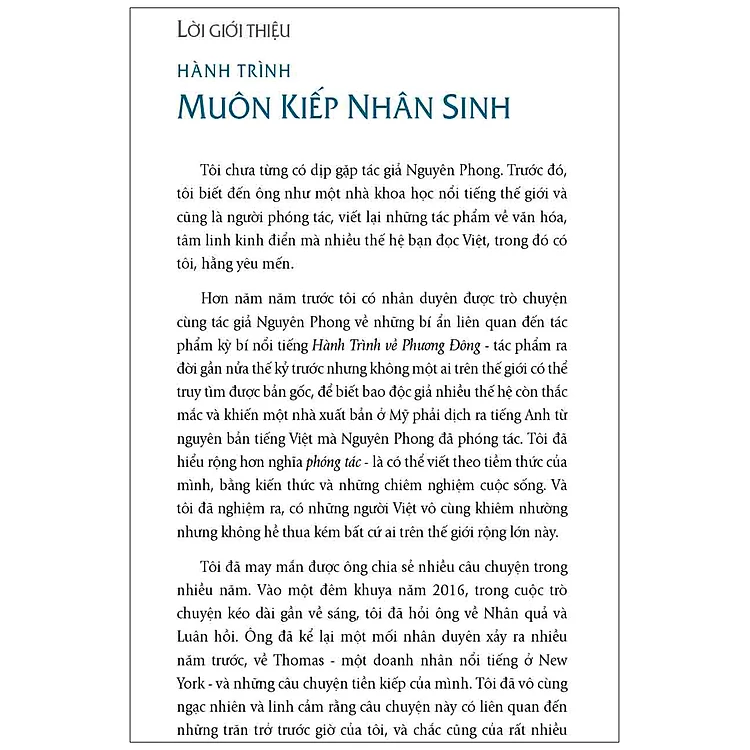 LỜI GIỚI THIỆU
HÀNH TRÌNH
MUÔN KIẾP NHÂN SINH
Tôi chưa từng có dịp gặp tác giả Nguyên Phong. Trước đó,
tôi biết đến ông như một nhà khoa học nổi tiếng thế giới và
cũng là người phóng tác, viết lại những tác phẩm về văn hóa,
tâm linh kinh điển mà nhiều thế hệ bạn đọc Việt, trong đó có
tôi, hằng yêu mến.
Hơn năm năm trước tôi có nhân duyên được trò chuyện
cùng tác giả Nguyên Phong về những bí ẩn liên quan đến tác
phẩm kỳ bí nổi tiếng Hành Trình về Phương Đông - tác phẩm ra
đời gần nửa thế kỷ trước nhưng không một ai trên thế giới có thể
truy tìm được bản gốc, để biết bao độc giả nhiều thế hệ còn thắc
mắc và khiến một nhà xuất bản ở Mỹ phải dịch ra tiếng Anh từ
nguyên bản tiếng Việt mà Nguyên Phong đã phóng tác. Tôi đã
hiểu rộng hơn nghĩa phóng tác - là có thể viết theo tiềm thức của
mình, bằng kiến thức và những chiêm nghiệm cuộc sống. Và
tôi đã nghiệm ra, có những người Việt vô cùng khiêm nhường
nhưng không hề thua kém bất cứ ai trên thế giới rộng lớn này.
Tôi đã may mắn được ông chia sẻ nhiều câu chuyện trong
nhiều năm. Vào một đêm khuya năm 2016, trong cuộc trò
chuyện kéo dài gần về sáng, tôi đã hỏi ông về Nhân quả và
Luân hồi. Ông đã kể lại một mối nhân duyên xảy ra nhiều
năm trước, về Thomas - một doanh nhân nổi tiếng ở New
York - và những câu chuyện tiền kiếp của mình. Tôi đã vô cùng
ngạc nhiên và linh cảm rằng câu chuyện này có liên quan đến
những trăn trở trước giờ của tôi, và chắc cũng của rất nhiều